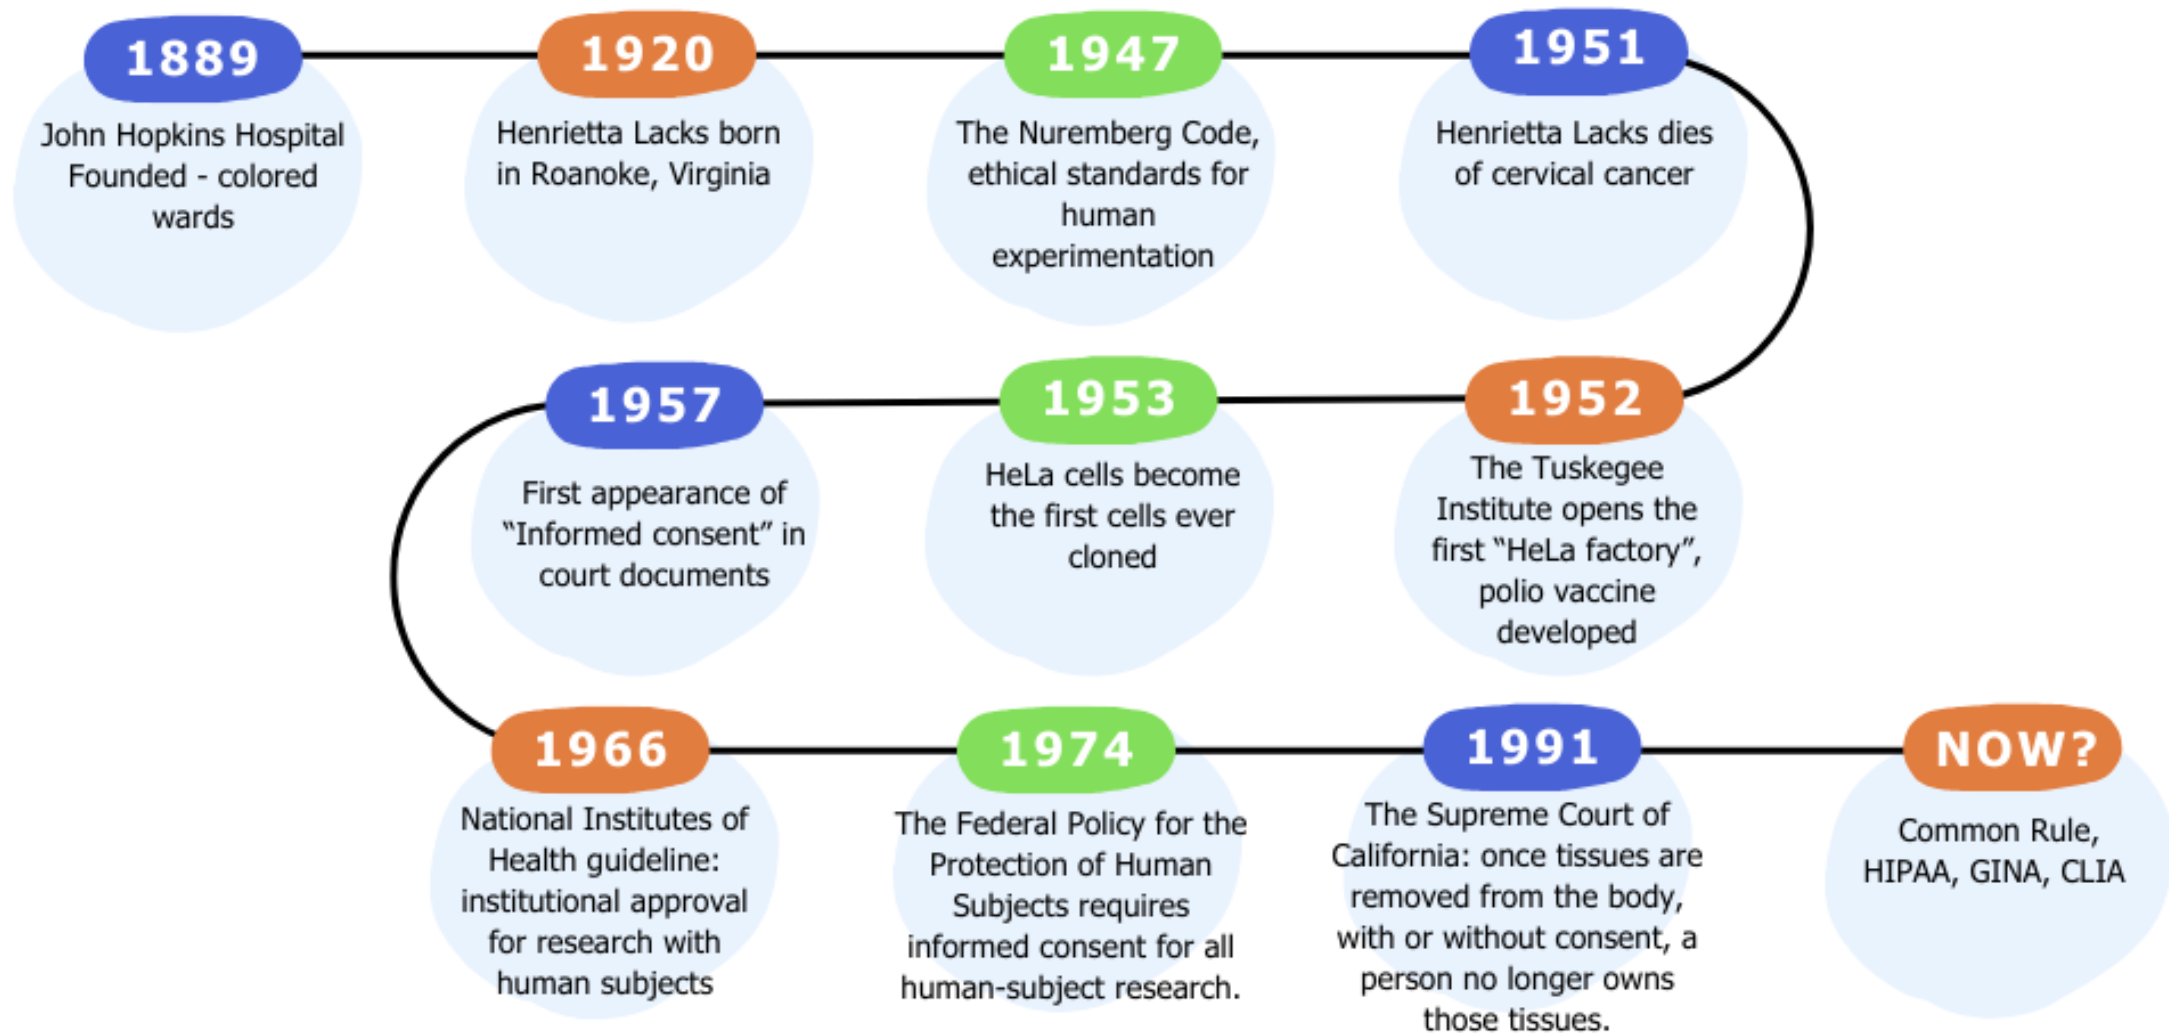 1889
John Hopkins Hospital
Founded - colored
wards
1920
Henrietta Lacks born
in Roanoke, Virginia
1947
The Nuremberg Code,
ethical standards for
human
experimentation
1951
Henrietta Lacks dies
of cervical cancer
1952
The Tuskegee
Institute opens the
first “HeLa factory”,
polio vaccine
developed
1953
HeLa cells become
the first cells ever
cloned
1957
First appearance of
“Informed consent” in
court documents
1966
National Institutes of
Health guideline:
institutional approval
for research with
human subjects
1974
The Federal Policy for the
Protection of Human
Subjects requires
informed consent for all
human-subject research.
1991
The Supreme Court of
California: once tissues are
removed from the body,
with or without consent, a
person no longer owns
those tissues.
NOW?
Common Rule,
HIPAA, GINA, CLIA